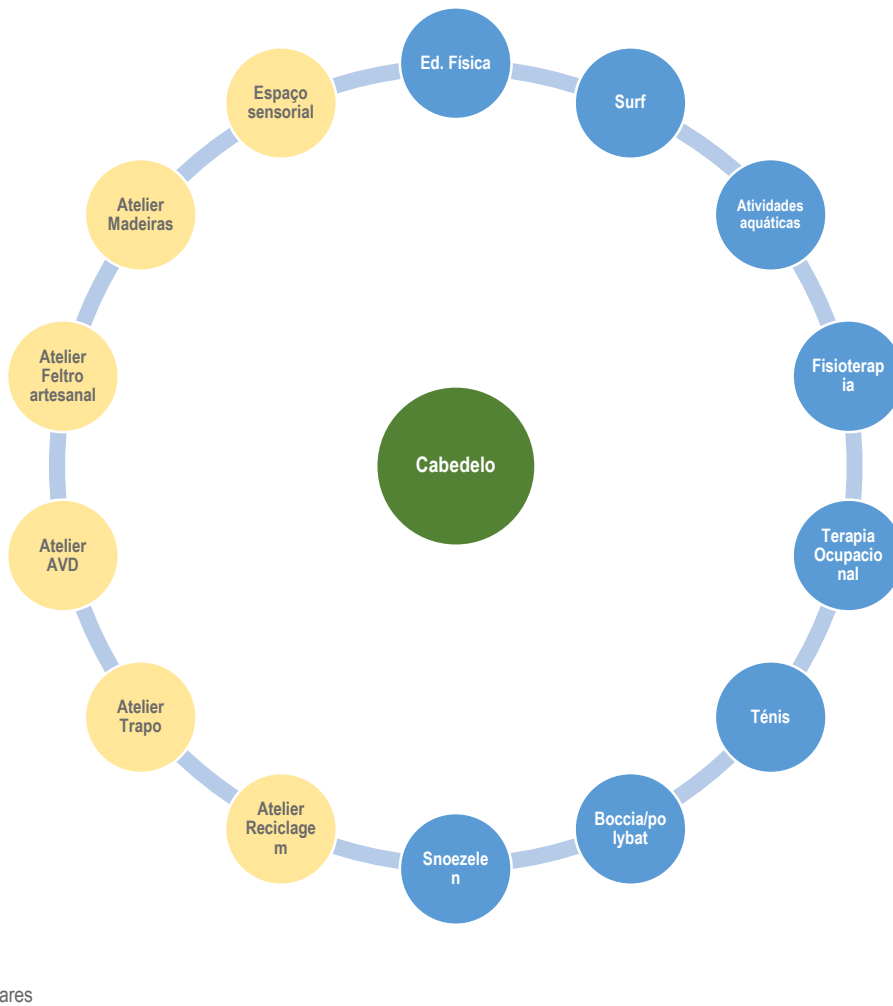 Ed. Física
Surf
Atividades
aquáticas
Fisioterap
ia
Terapia
Ocupacio
nal
Ténis
Boccia/po
lybat
Snoezele
n
Atelier
Reciclage
m
Atelier
Trapo
Atelier
AVD
Atelier
Feltro
artesanal
Atelier
Madeiras
Espaço
sensorial
Cabedelo
ares